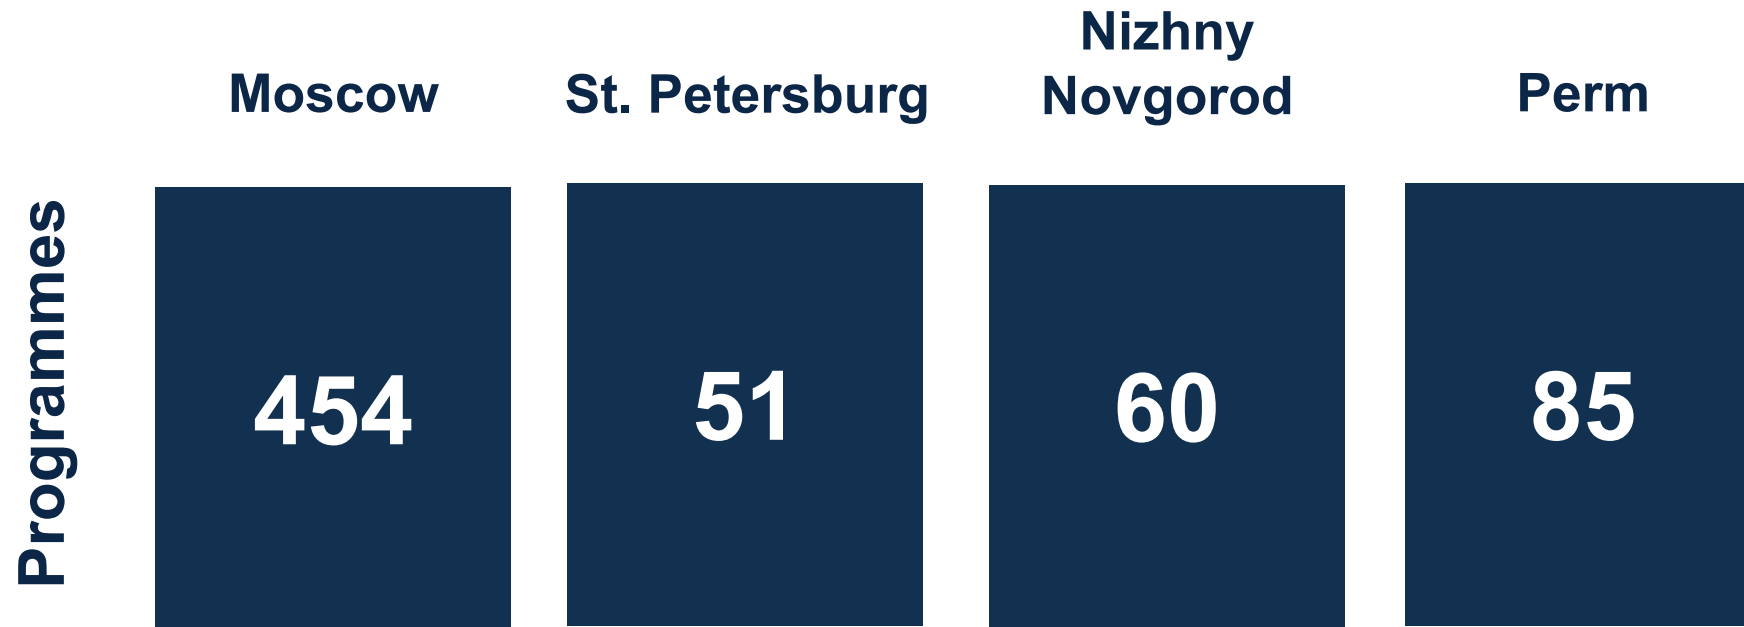 Moscow
St. Petersburg
Nizhny
Novgorod
Perm
Programmes
454
51
60
85